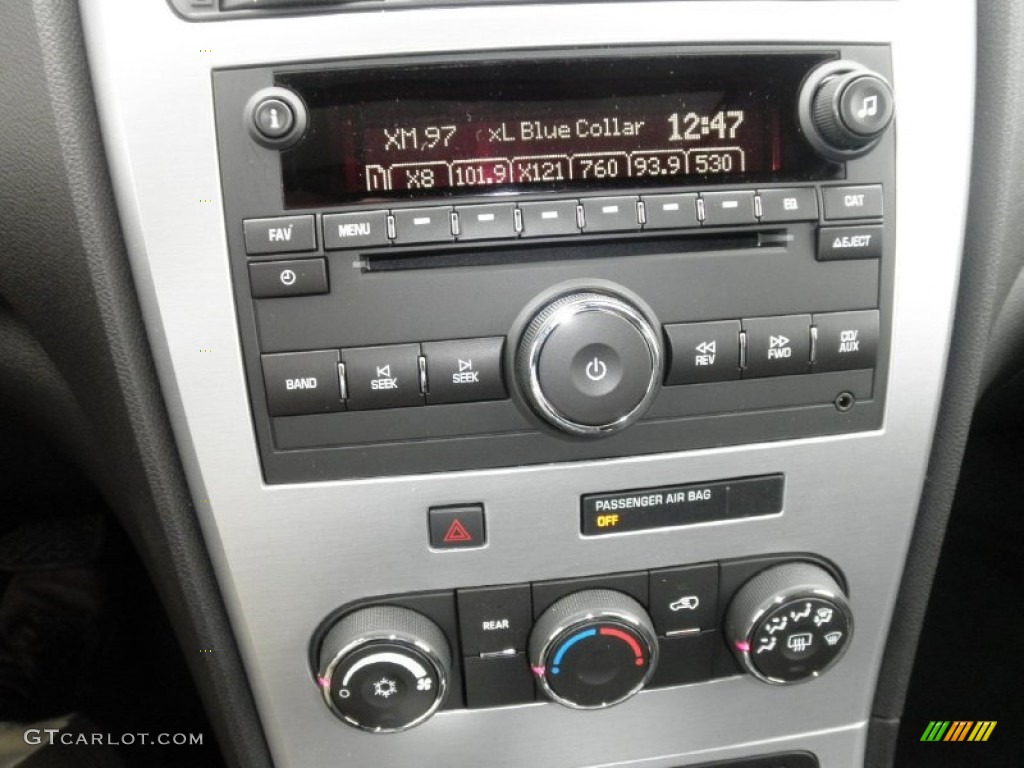 XM,97 xL Blue Collar 12:47
X8 101.9 X121 760 93.9 530
FAV MENU EQ CAT
EJECT
BAND SEEK SEEK REV FWD CD/
AUX
PASSENGER AIR BAG
OFF
REAR
GTCARLOT.COM